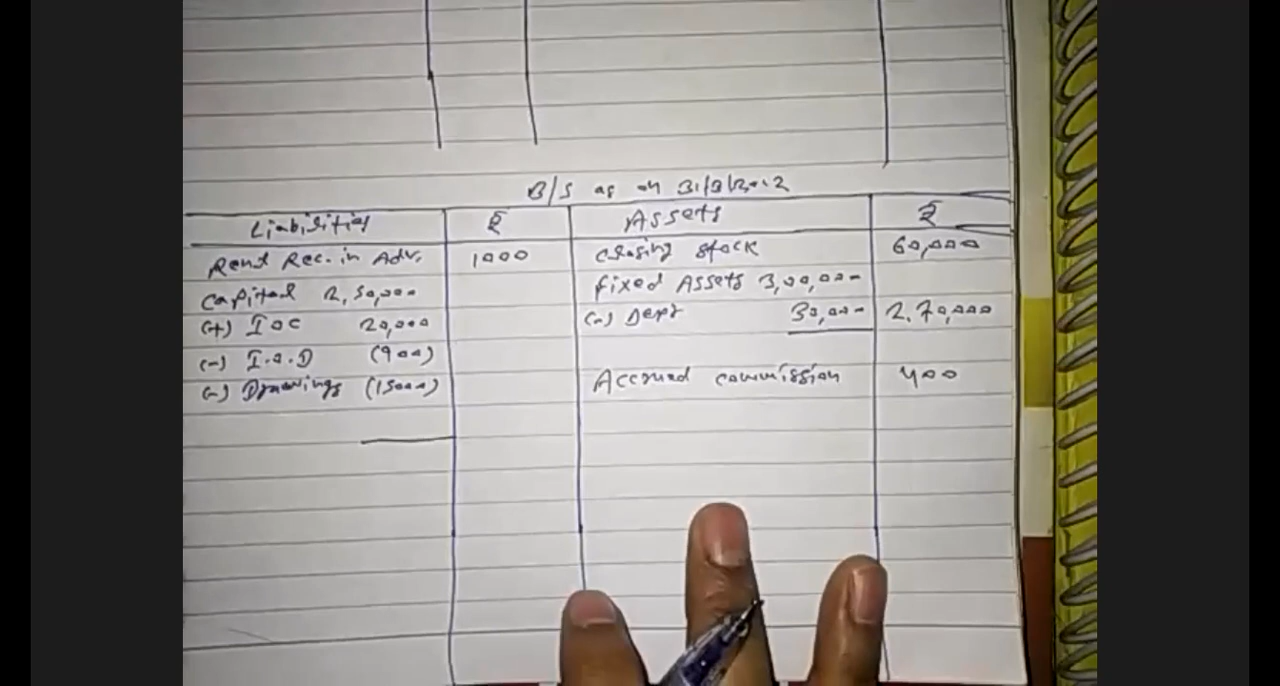 B/S as on 31/3/2012
Liabilities ₹ Assets ₹
Rent Rec. in Adv. 1000 Closing stock 60,000
Capital 2,50,000 Fixed Assets 3,00,000
(+) IOC 20,000 (-) Depr 30,000 2,70,000
(-) I.O.D (900)
(-) Drawings (15000) Accrued commission 400